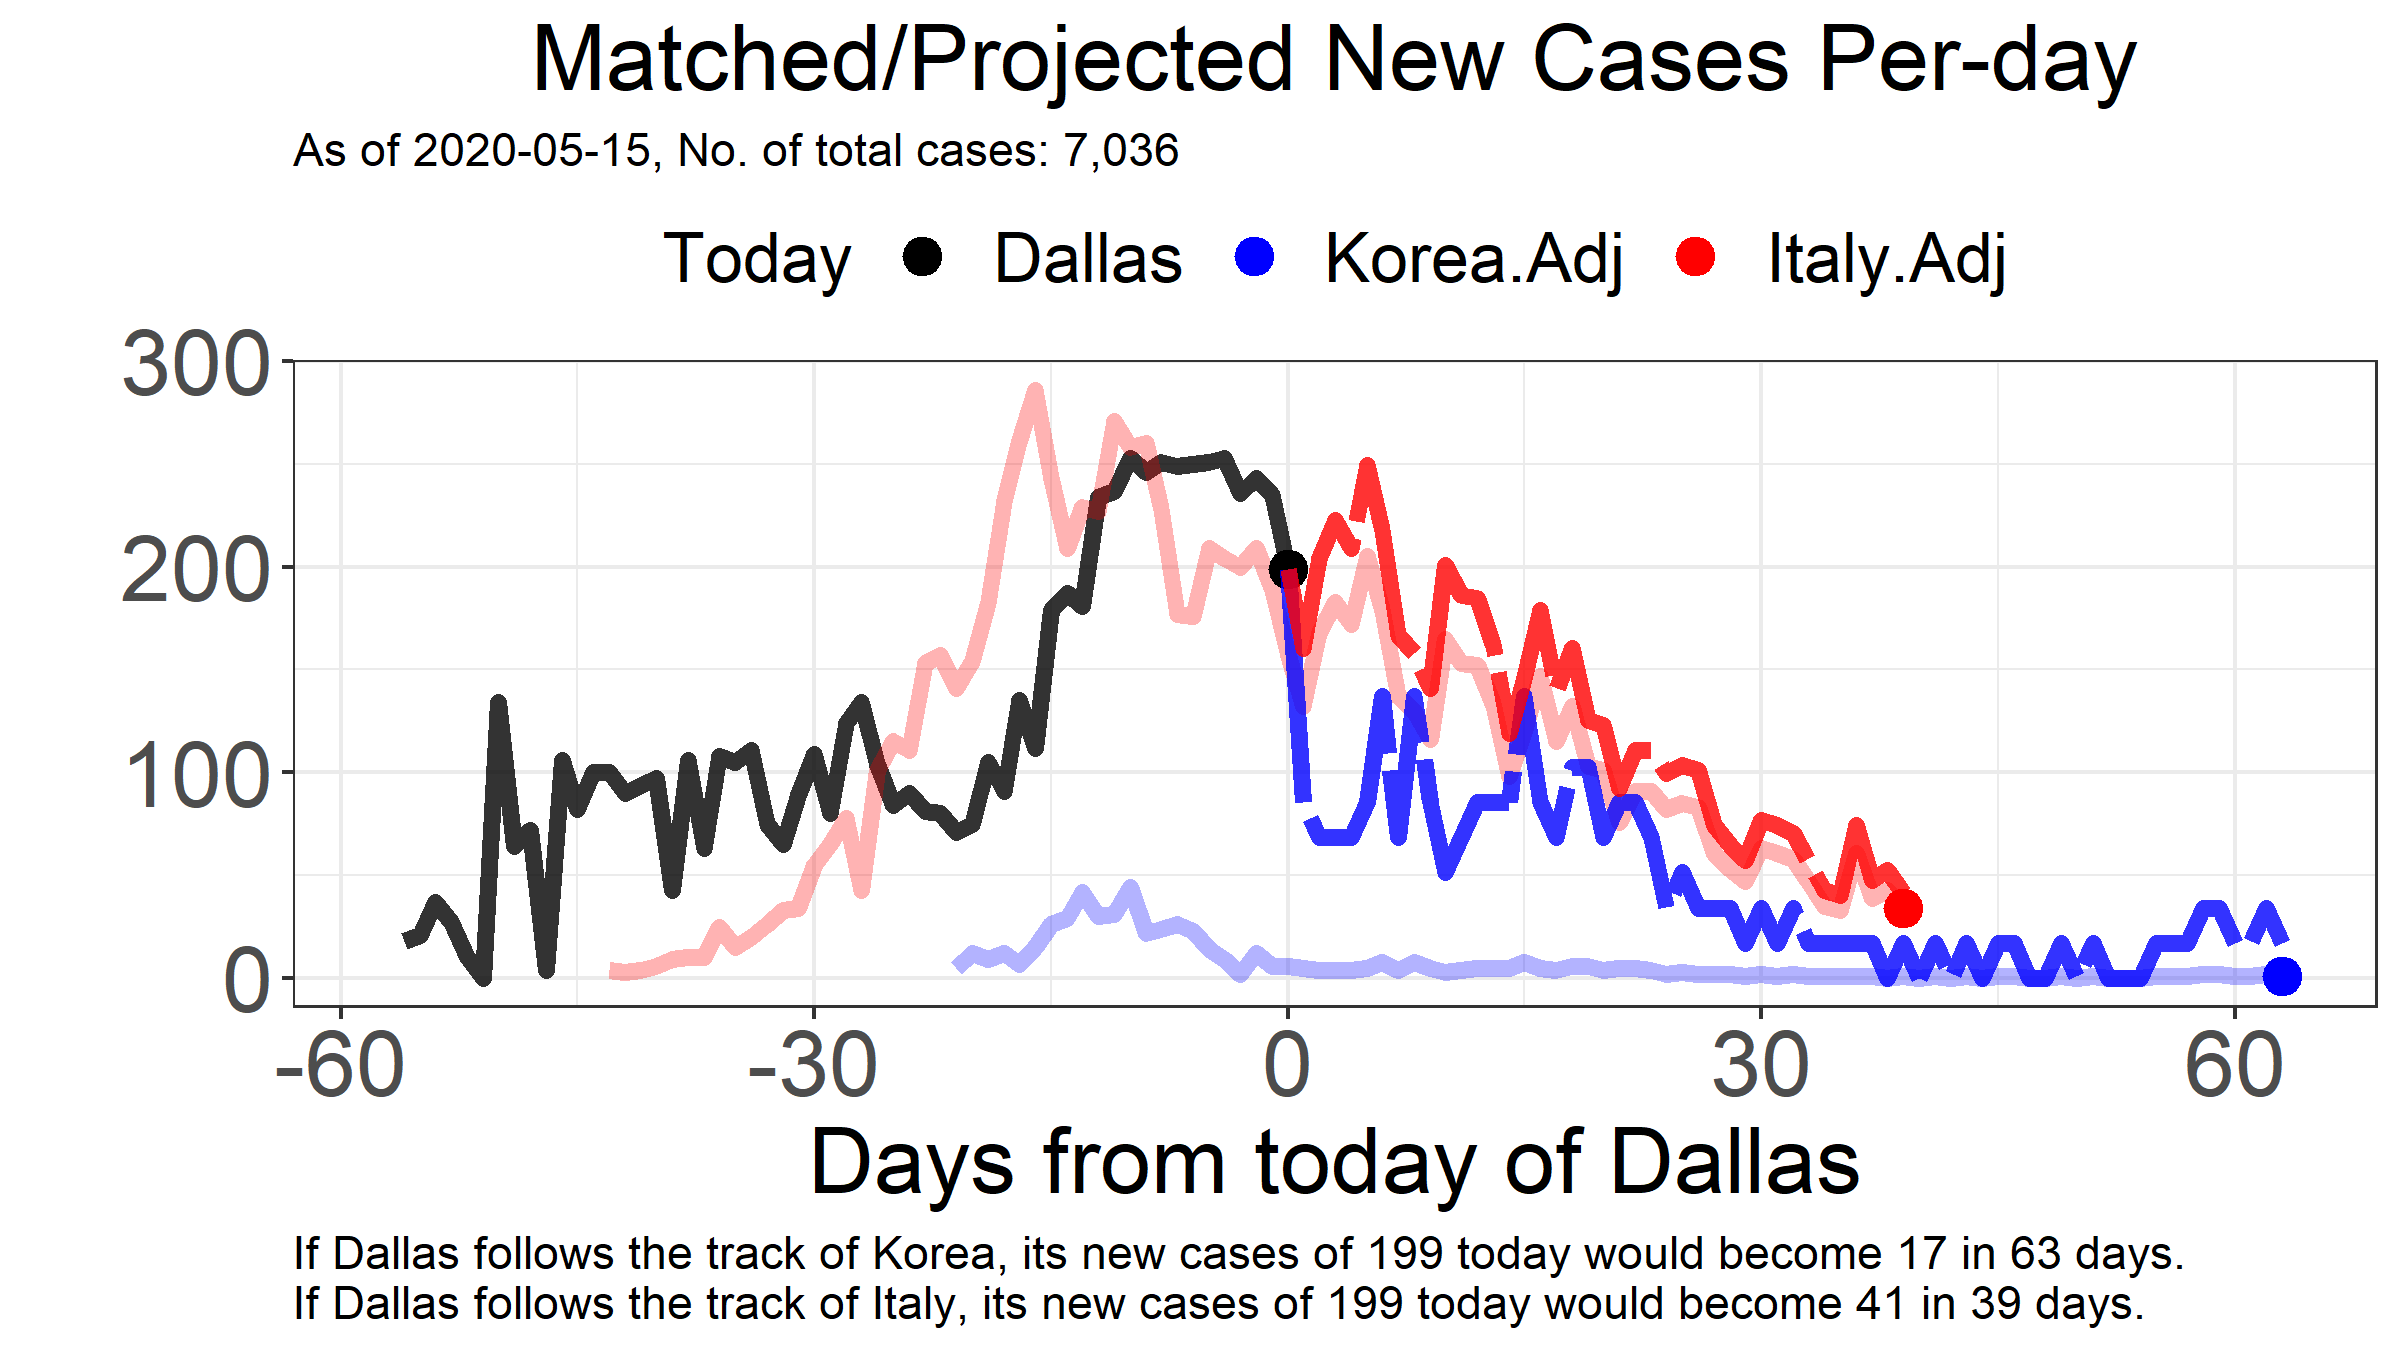 Matched/Projected New Cases Per-day
As of 2020-05-15, No. of total cases: 7,036
Today Dallas Korea.Adj Italy.Adj
300
200
100
0
-60 -30 0 30 60
Days from today of Dallas
If Dallas follows the track of Korea, its new cases of 199 today would become 17 in 63 days.
If Dallas follows the track of Italy, its new cases of 199 today would become 41 in 39 days.